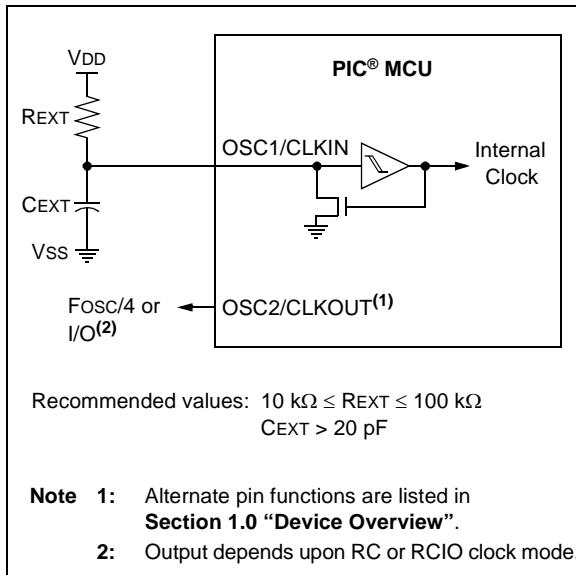 VDD
PIC® MCU
REXT
OSC1/CLKIN
Internal
Clock
CEXT
VSS
FOSC/4 or
I/O(2)
OSC2/CLKOUT(1)
Recommended values: 10 kΩ ≤ REXT ≤ 100 kΩ
CEXT > 20 pF
Note 1: Alternate pin functions are listed in
Section 1.0 “Device Overview”.
2: Output depends upon RC or RCIO clock mode.